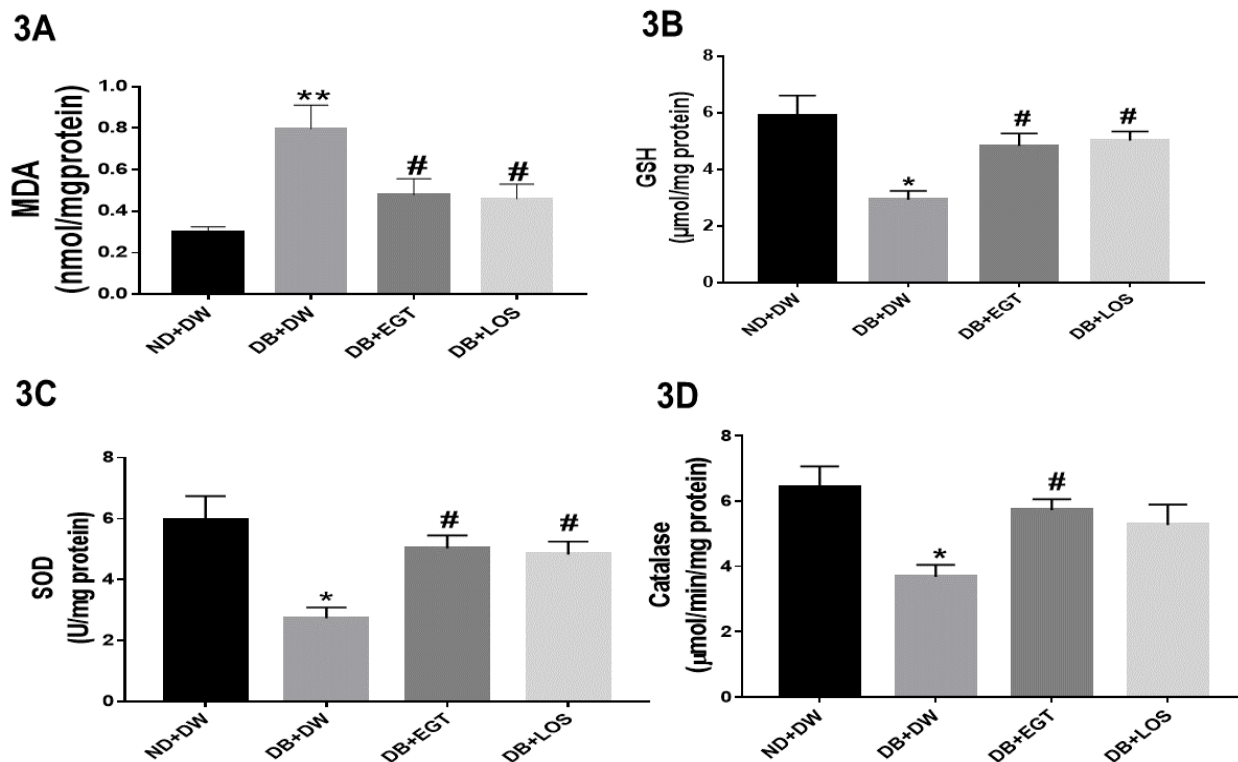 3A
MDA
(nmol/mgprotein)
1.0
0.8
0.6
0.4
0.2
0.0
**
#
#
ND+DW
DB+DW
DB+EGT
DB+LOS
3B
GSH
(µmol/mg protein)
8
6
4
2
0
*
#
#
ND+DW
DB+DW
DB+EGT
DB+LOS
3C
SOD
(U/mg protein)
8
6
4
2
0
*
#
#
ND+DW
DB+DW
DB+EGT
DB+LOS
3D
Catalase
(µmol/min/mg protein)
8
6
4
2
0
*
#
ND+DW
DB+DW
DB+EGT
DB+LOS